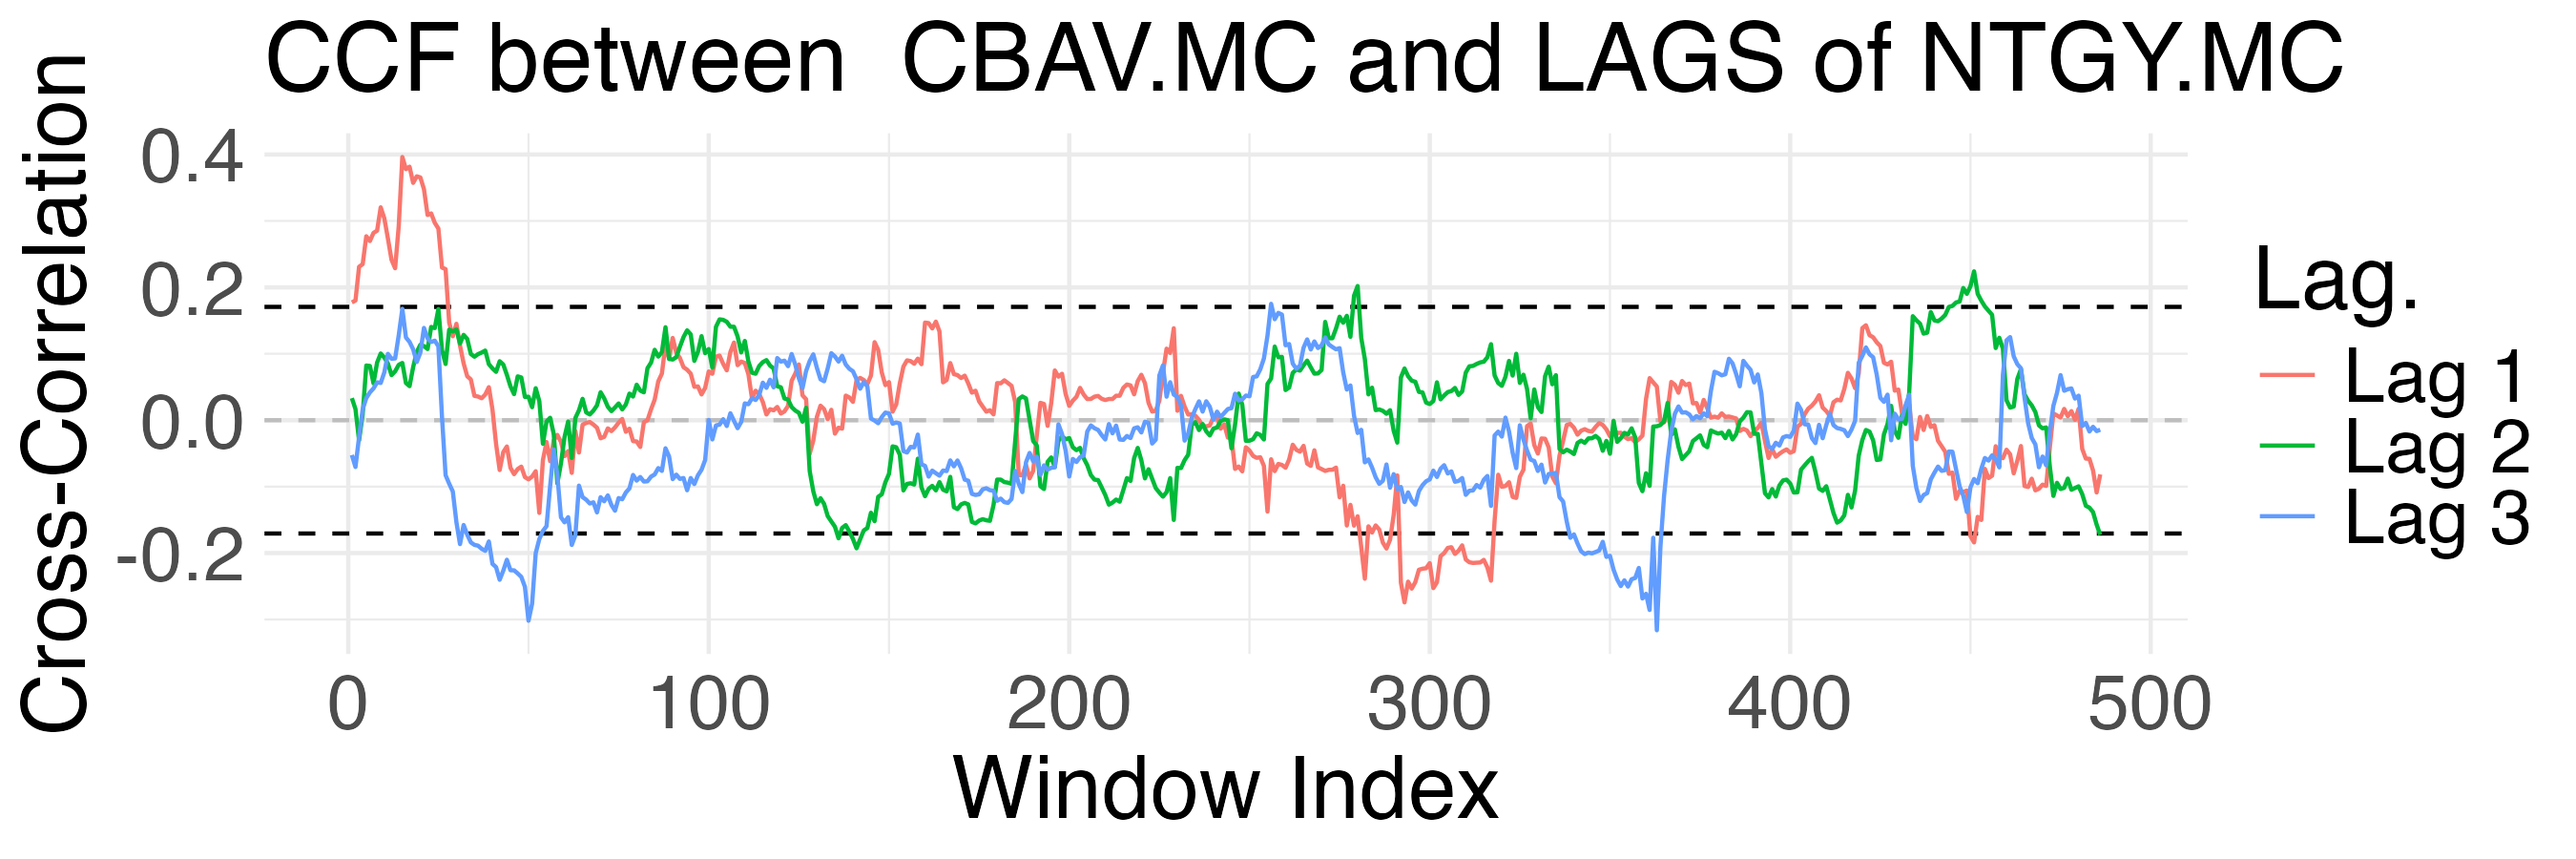 CCF between  CBAV.MC and LAGS of NTGY.MC
Cross-Correlation
0.4
0.2
0.0
-0.2
0
100
200
300
400
500
Window Index
Lag.
Lag 1
Lag 2
Lag 3